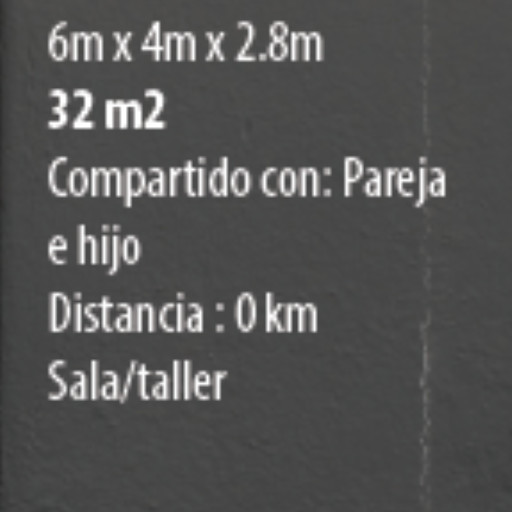 6m x 4m x 2.8m
32 m2
Compartido con: Pareja
e hijo
Distancia : 0 km
Sala/taller